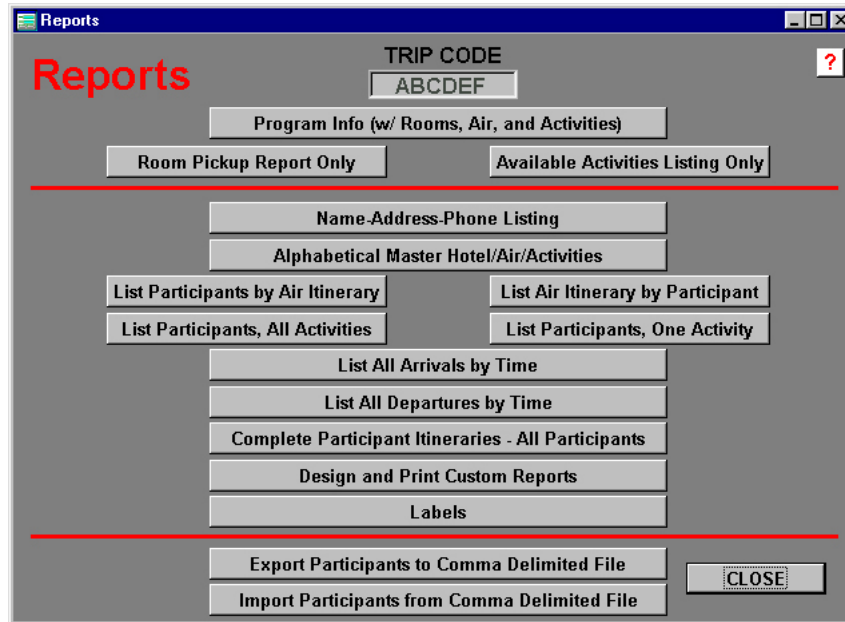 Reports
TRIP CODE
Reports
?
ABCDEF
Program Info (w/ Rooms, Air, and Activities)
Room Pickup Report Only
Available Activities Listing Only
Name-Address-Phone Listing
Alphabetical Master Hotel/Air/Activities
List Participants by Air Itinerary
List Air Itinerary by Participant
List Participants, All Activities
List Participants, One Activity
List All Arrivals by Time
List All Departures by Time
Complete Participant Itineraries - All Participants
Design and Print Custom Reports
Labels
Export Participants to Comma Delimited File
CLOSE
Import Participants from Comma Delimited File